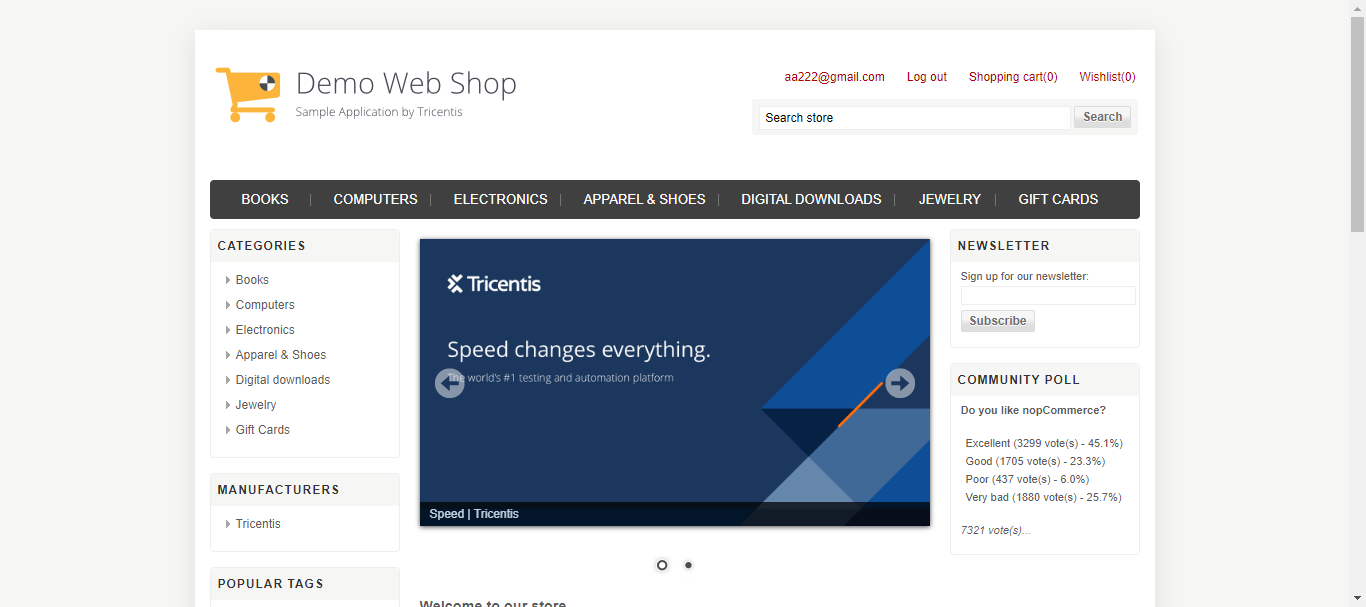 Demo Web Shop
Sample Application by Tricentis
aa222@gmail.com Log out Shopping cart(0) Wishlist(0)
Search store Search
BOOKS COMPUTERS ELECTRONICS APPAREL & SHOES DIGITAL DOWNLOADS JEWELRY GIFT CARDS
CATEGORIES
Books
Computers
Electronics
Apparel & Shoes
Digital downloads
Jewelry
Gift Cards
MANUFACTURERS
Tricentis
POPULAR TAGS
Tricentis
Speed changes everything.
The world's #1 testing and automation platform
Speed | Tricentis
Welcome to our store
NEWSLETTER
Sign up for our newsletter:
Subscribe
COMMUNITY POLL
Do you like nopCommerce?
Excellent (3299 vote(s) - 45.1%)
Good (1705 vote(s) - 23.3%)
Poor (437 vote(s) - 6.0%)
Very bad (1880 vote(s) - 25.7%)
7321 vote(s)...